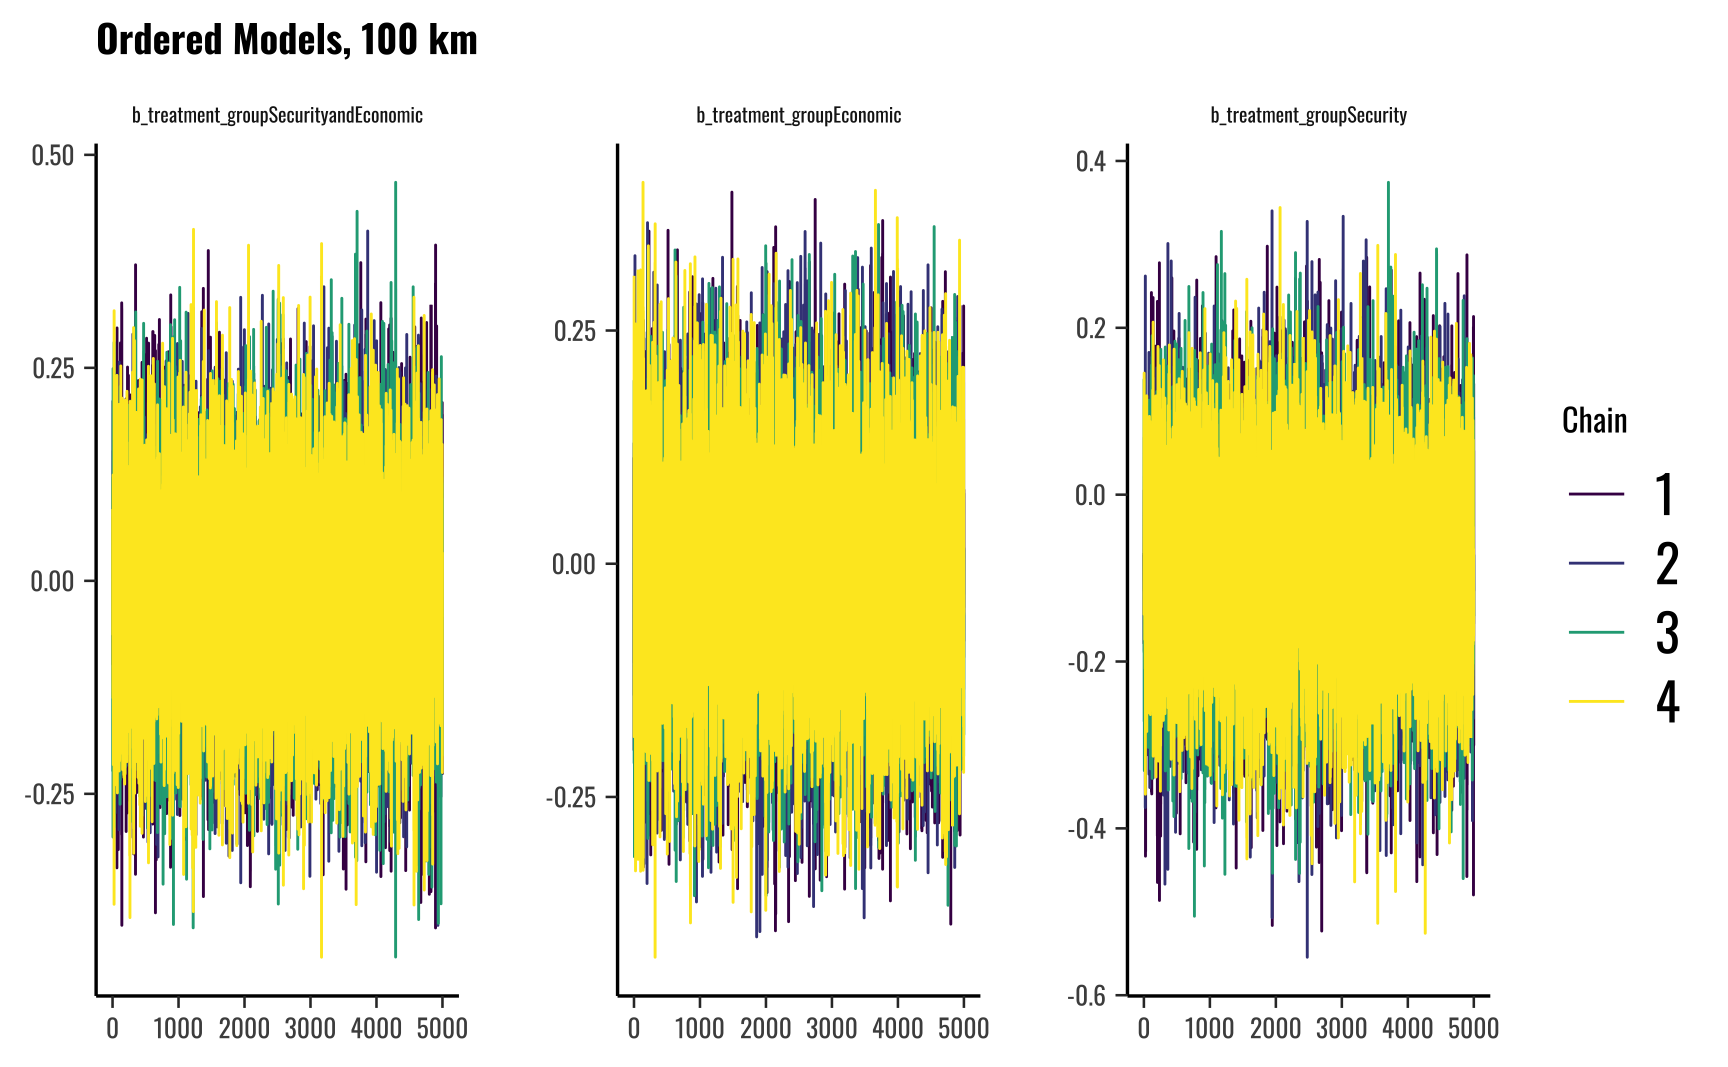 Ordered Models, 100 km
b_treatment_groupSecurityandEconomic
0.50
0.25
0.00
-0.25
0 1000 2000 3000 4000 5000
b_treatment_groupEconomic
0.25
0.00
-0.25
0 1000 2000 3000 4000 5000
b_treatment_groupSecurity
0.4
0.2
0.0
-0.2
-0.4
-0.6
0 1000 2000 3000 4000 5000
Chain
1
2
3
4